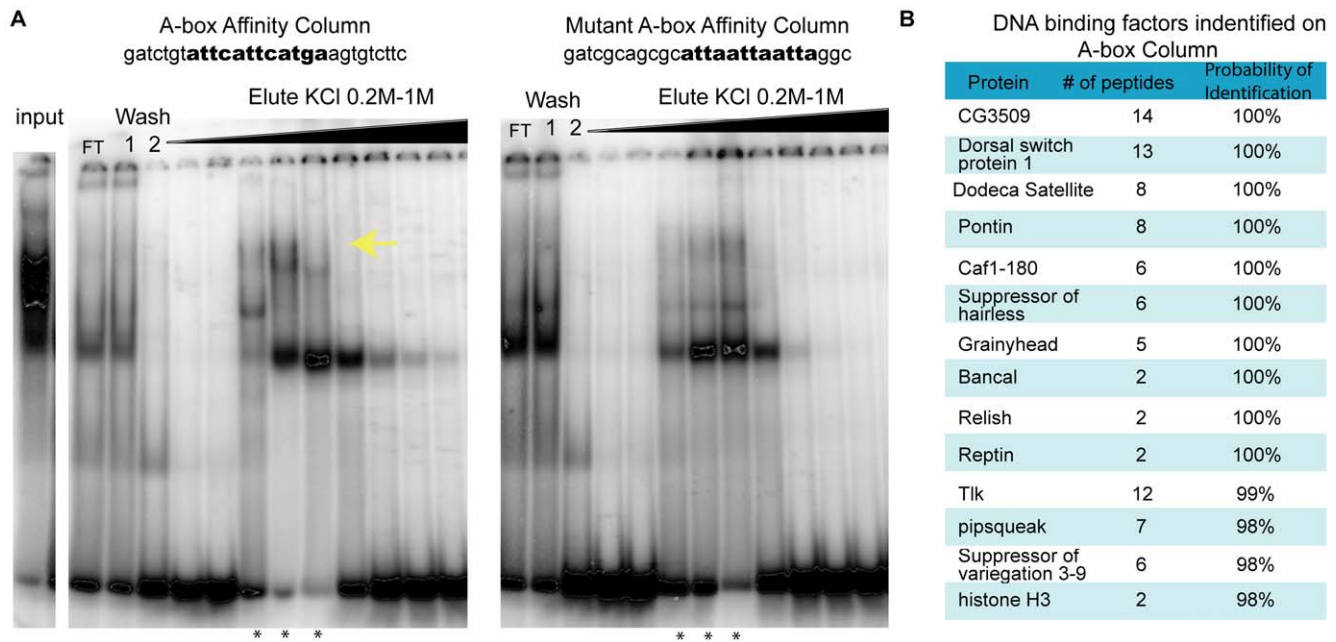 A
A-box Affinity Column
gatctgtattcattcatgaagtgtcttc
Mutant A-box Affinity Column
gatcgcagcgcattaattaattaggc
input
Wash
FT 1 2
Elute KCl 0.2M-1M
Wash
FT 1 2
Elute KCl 0.2M-1M
* * *
* * *
B
DNA binding factors indentified on
A-box Column
Protein # of peptides Probability of
Identification
CG3509 14 100%
Dorsal switch
protein 1 13 100%
Dodeca Satellite 8 100%
Pontin 8 100%
Caf1-180 6 100%
Suppressor of
hairless 6 100%
Grainyhead 5 100%
Bancal 2 100%
Relish 2 100%
Reptin 2 100%
Tlk 12 99%
pipsqueak 7 98%
Suppressor of
variegation 3-9 6 98%
histone H3 2 98%